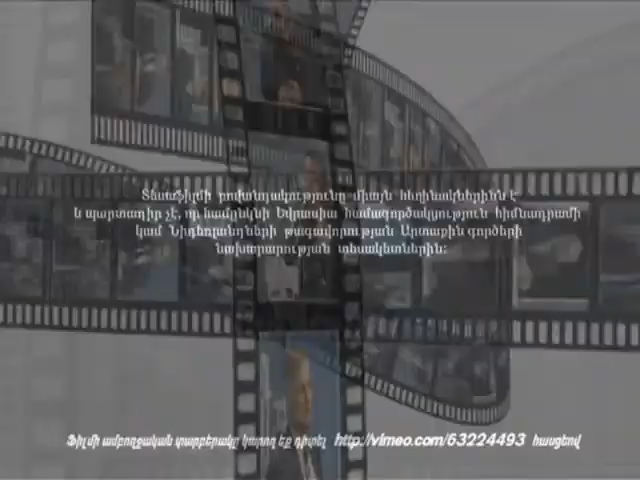 Տեսաֆիլմի բովանդակությունը միայն հեղինակներինն է
և պարտադիր չէ, որ համընկնի Եվրասիա համագործակցություն հիմնադրամի
կամ Նիդեռլանդների թագավորության Արտաքին գործերի
նախարարության տեսակետներին:
Ֆիլմի ամբողջական տարբերակը կարող եք դիտել http://vimeo.com/63224493 հասցեով